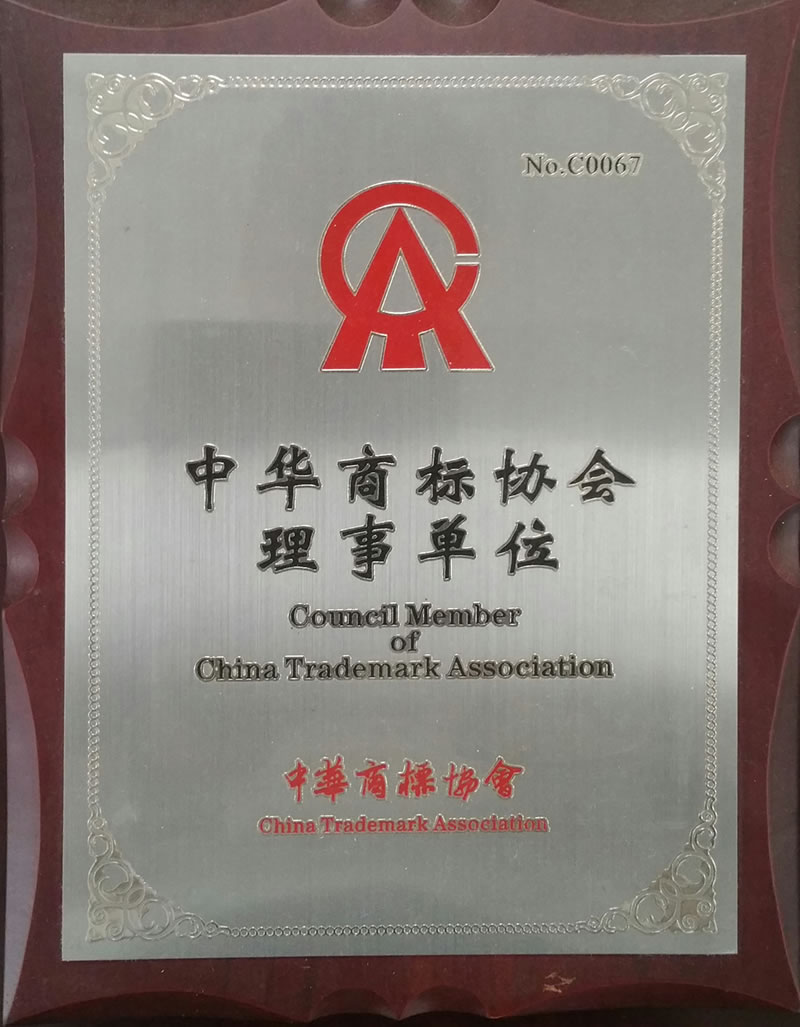 No.C0067
中华商标协会
理事单位
Council Member
of
China Trademark Association
中華商標協會
China Trademark Association